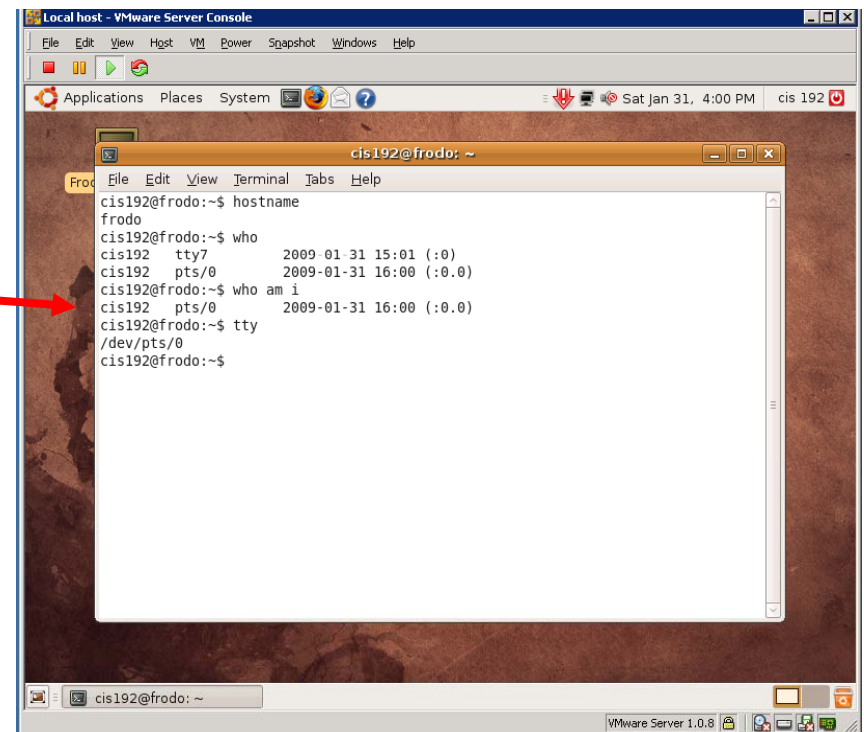 Local host - VMware Server Console
File Edit View Host VM Power Snapshot Windows Help
Applications Places System Sat Jan 31, 4:00 PM cis 192
cis192@frodo: ~
Frod
File Edit View Terminal Tabs Help
cis192@frodo:~$ hostname
frodo
cis192@frodo:~$ who
cis192 tty7 2009-01-31 15:01 (:0)
cis192 pts/0 2009-01-31 16:00 (:0.0)
cis192@frodo:~$ who am i
cis192 pts/0 2009-01-31 16:00 (:0.0)
cis192@frodo:~$ tty
/dev/pts/0
cis192@frodo:~$
cis192@frodo: ~
VMware Server 1.0.8